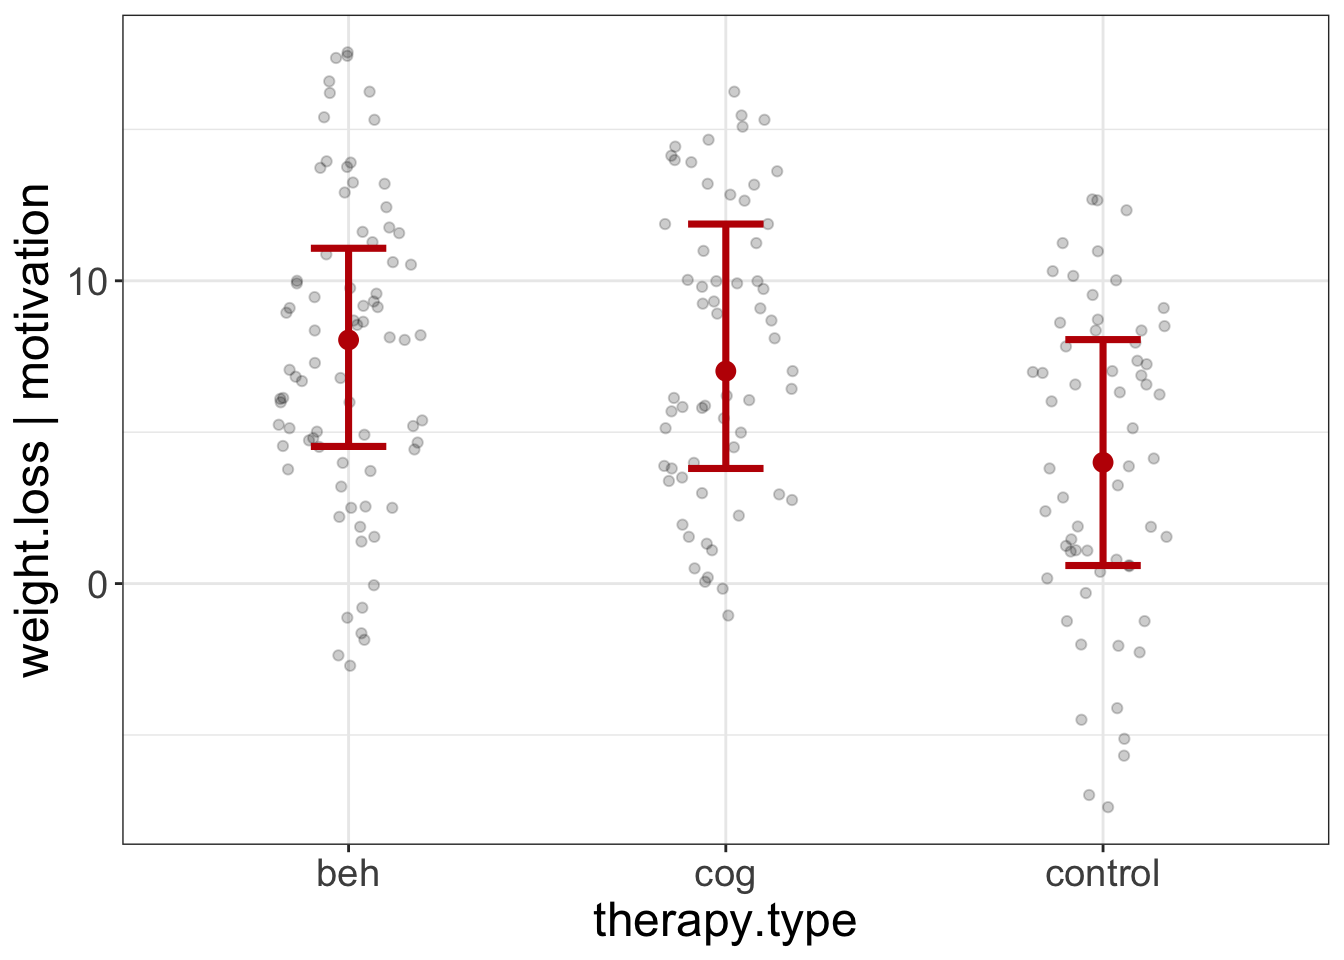 weight.loss | motivation
10
0
beh cog control
therapy.type